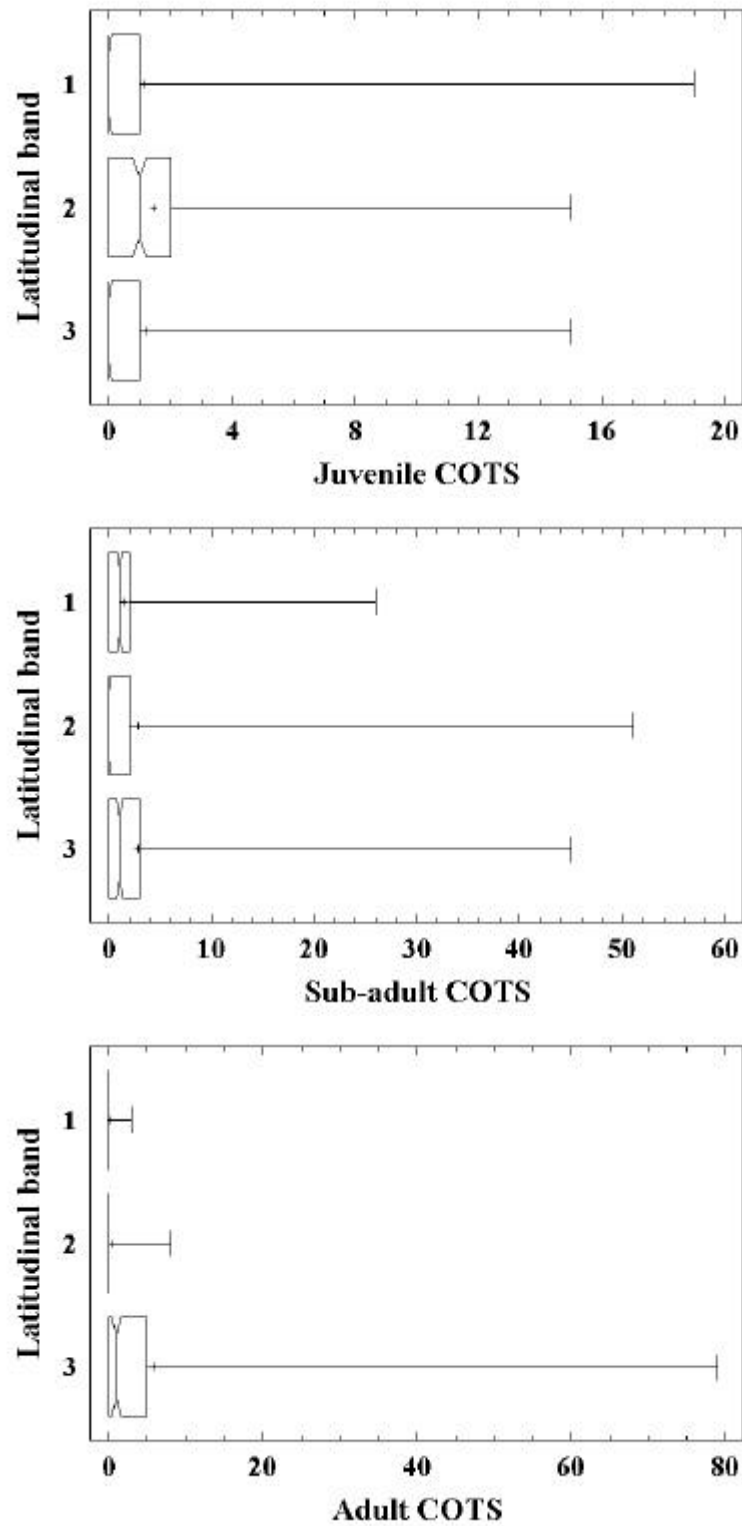 Latitudinal band
1
2
3
0 4 8 12 16 20
Juvenile COTS
Latitudinal band
1
2
3
0 10 20 30 40 50 60
Sub-adult COTS
Latitudinal band
1
2
3
0 20 40 60 80
Adult COTS